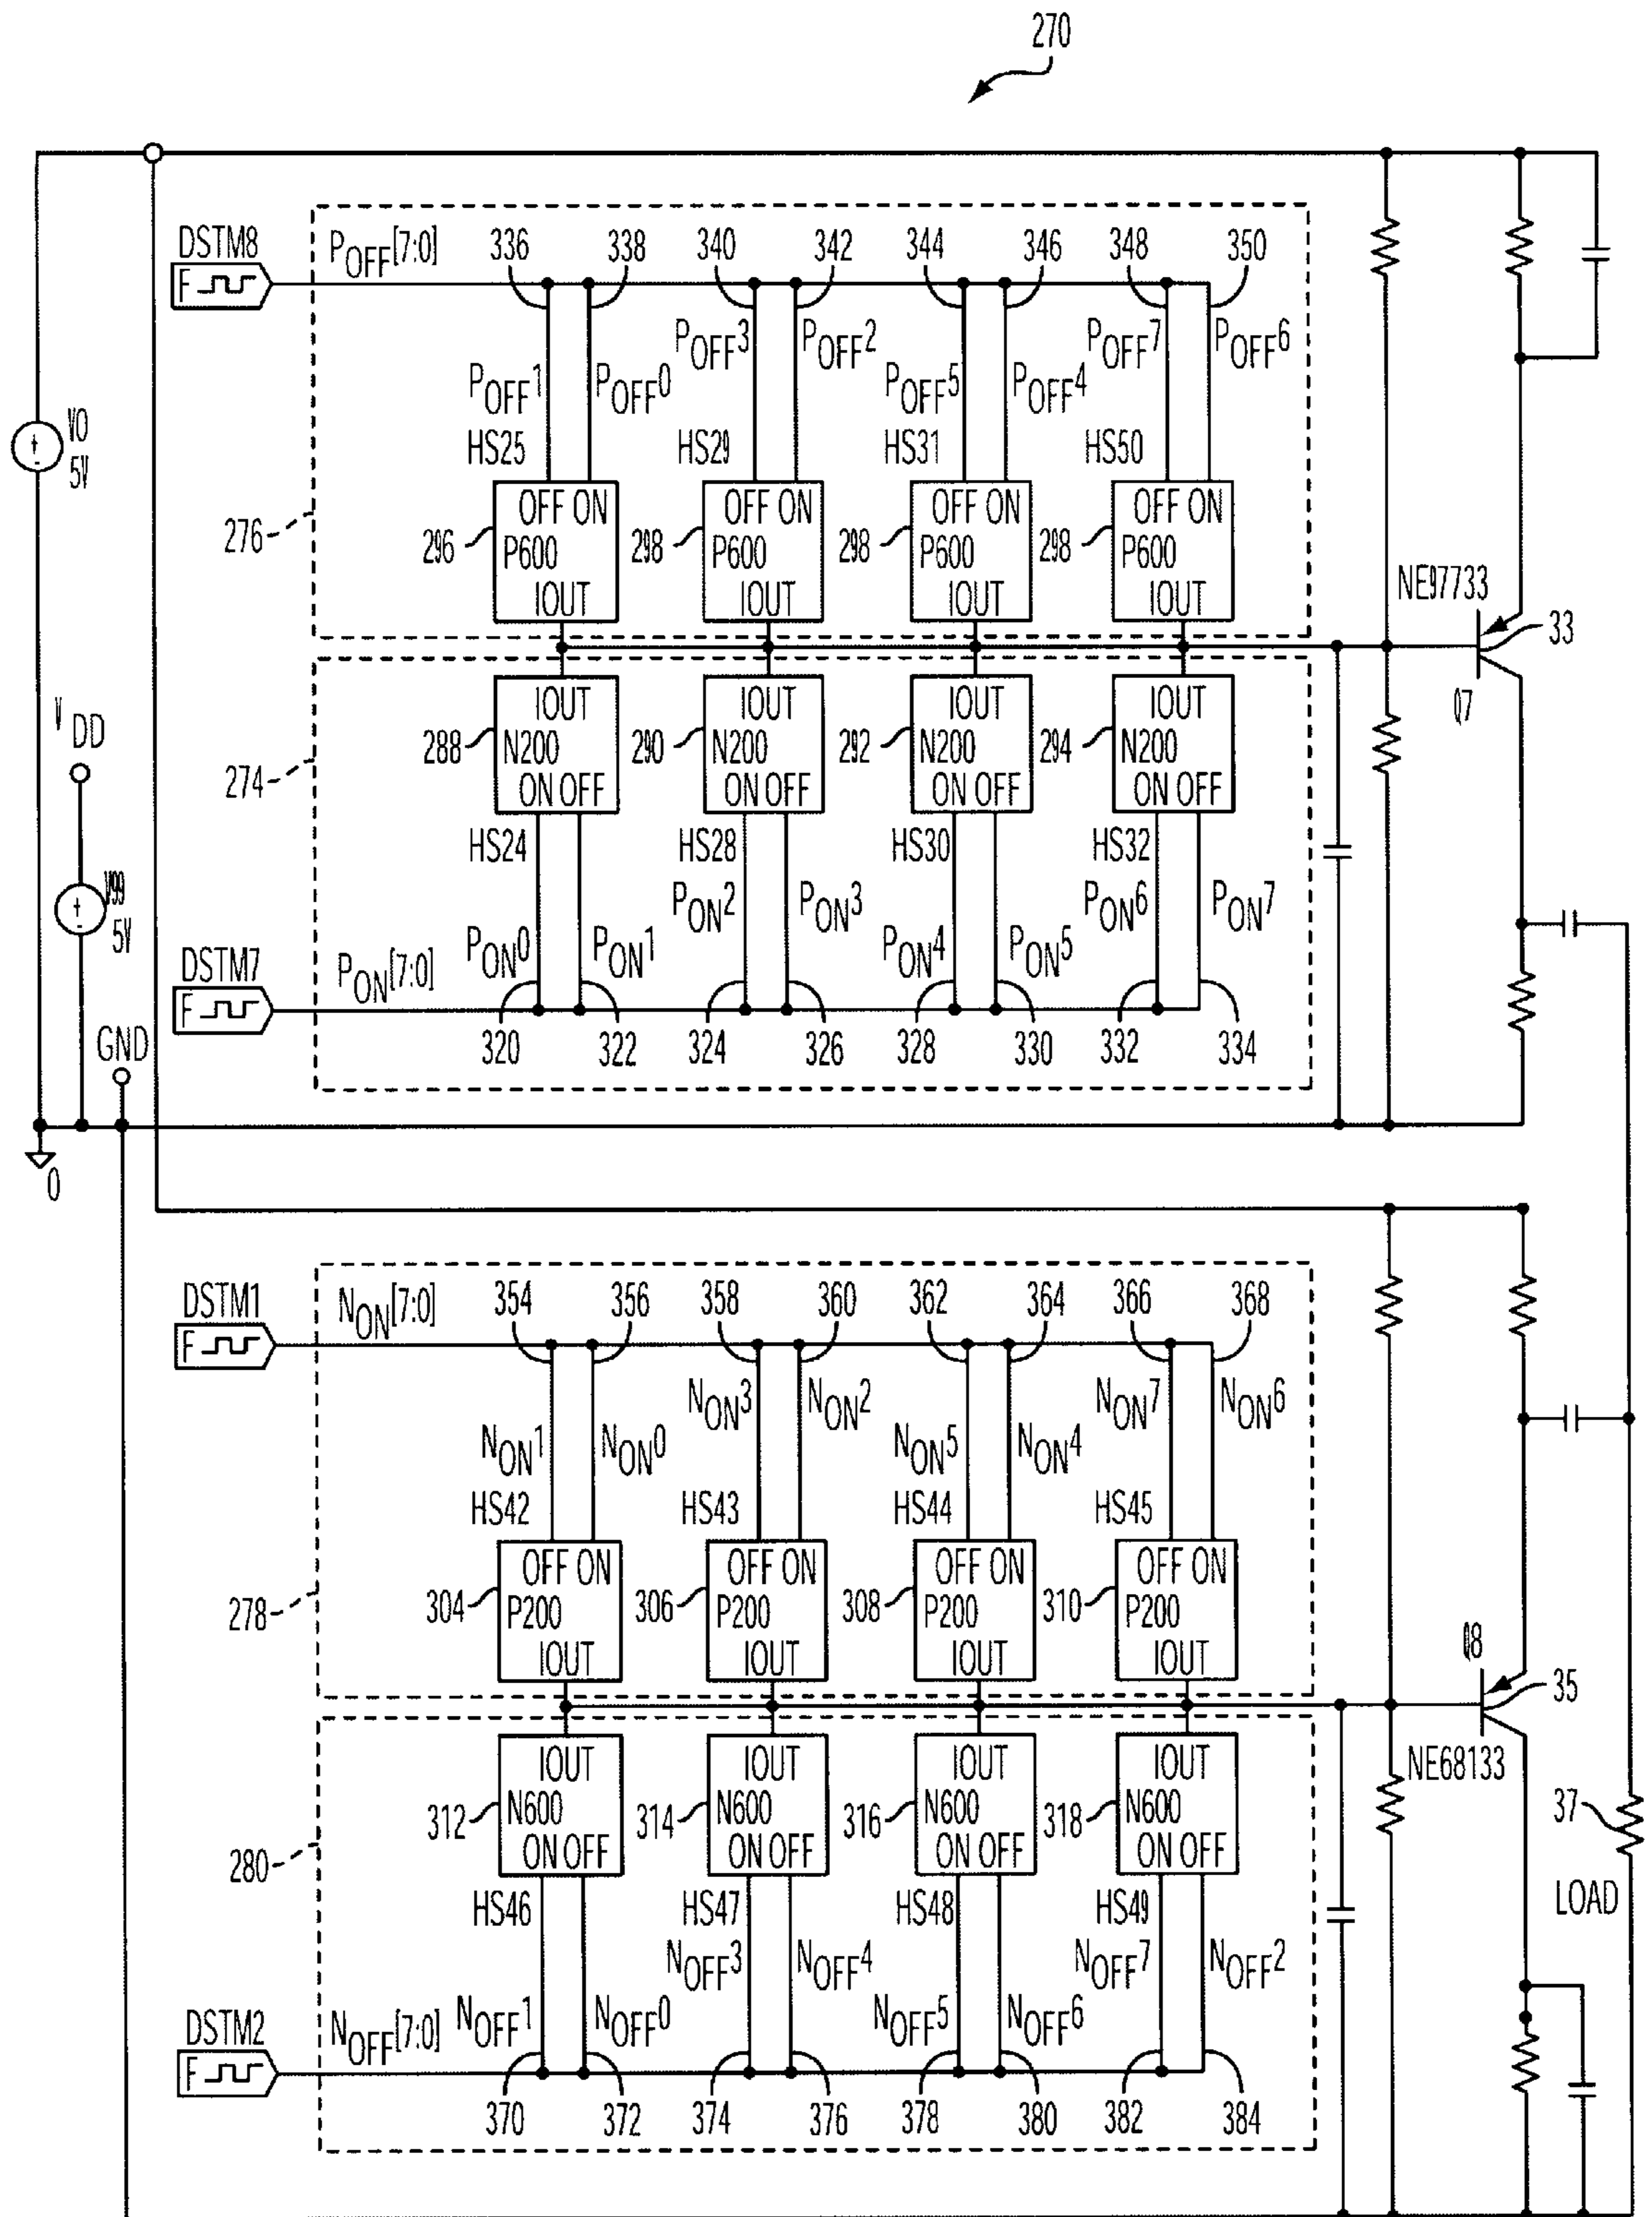 270
DSTM8
F
POFF[7:0]
336
338
340
342
344
346
348
350
POFF1
POFF0
POFF3
POFF2
POFF5
POFF4
POFF7
POFF6
HS25
HS29
HS31
HS50
VO
5V
276
296
OFF ON
P600
IOUT
298
OFF ON
P600
IOUT
298
OFF ON
P600
IOUT
298
OFF ON
P600
IOUT
NE97733
33
Q7
VDD
V99
5V
274
288
IOUT
N200
ON OFF
290
IOUT
N200
ON OFF
292
IOUT
N200
ON OFF
294
IOUT
N200
ON OFF
HS24
HS28
HS30
HS32
PON0
PON1
PON2
PON3
PON4
PON5
PON6
PON7
DSTM7
F
PON[7:0]
320
322
324
326
328
330
332
334
GND
0
DSTM1
F
NON[7:0]
354
356
358
360
362
364
366
368
NON1
NON0
NON3
NON2
NON5
NON4
NON7
NON6
HS42
HS43
HS44
HS45
278
304
OFF ON
P200
IOUT
306
OFF ON
P200
IOUT
308
OFF ON
P200
IOUT
310
OFF ON
P200
IOUT
Q8
35
NE68133
280
312
IOUT
N600
ON OFF
314
IOUT
N600
ON OFF
316
IOUT
N600
ON OFF
318
IOUT
N600
ON OFF
37
LOAD
HS46
HS47
HS48
HS49
NOFF1
NOFF0
NOFF3
NOFF4
NOFF5
NOFF6
NOFF7
NOFF2
DSTM2
F
NOFF[7:0]
370
372
374
376
378
380
382
384